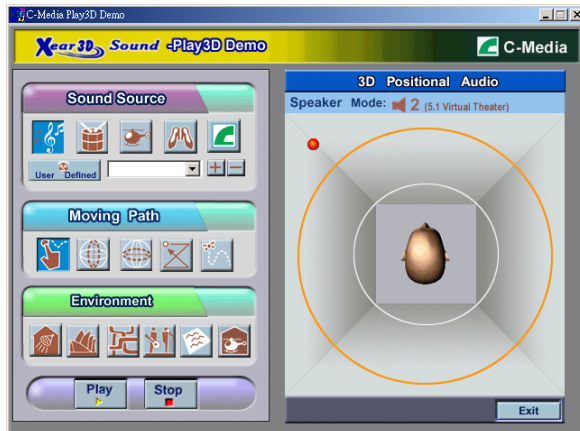 C-Media Play3D Demo
Xear 3D Sound -Play3D Demo
C-Media
Sound Source
User Defined
Moving Path
Environment
Play
Stop
3D Positional Audio
Speaker Mode: 2 (5.1 Virtual Theater)
Exit